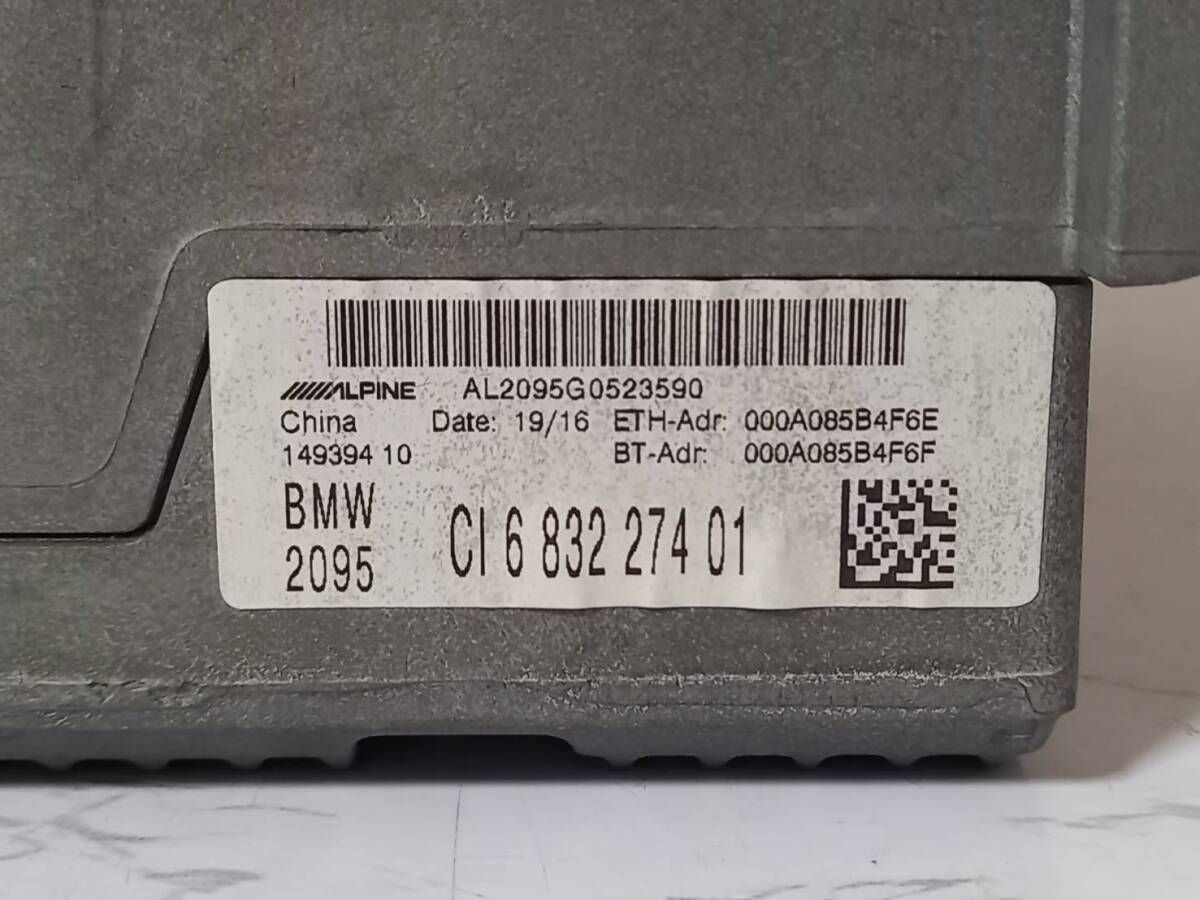 ALPINE AL2095G0523590
China Date: 19/16 ETH-Adr: 000A085B4F6E
149394 10 BT-Adr: 000A085B4F6F
BMW
2095
CI 6 832 274 01